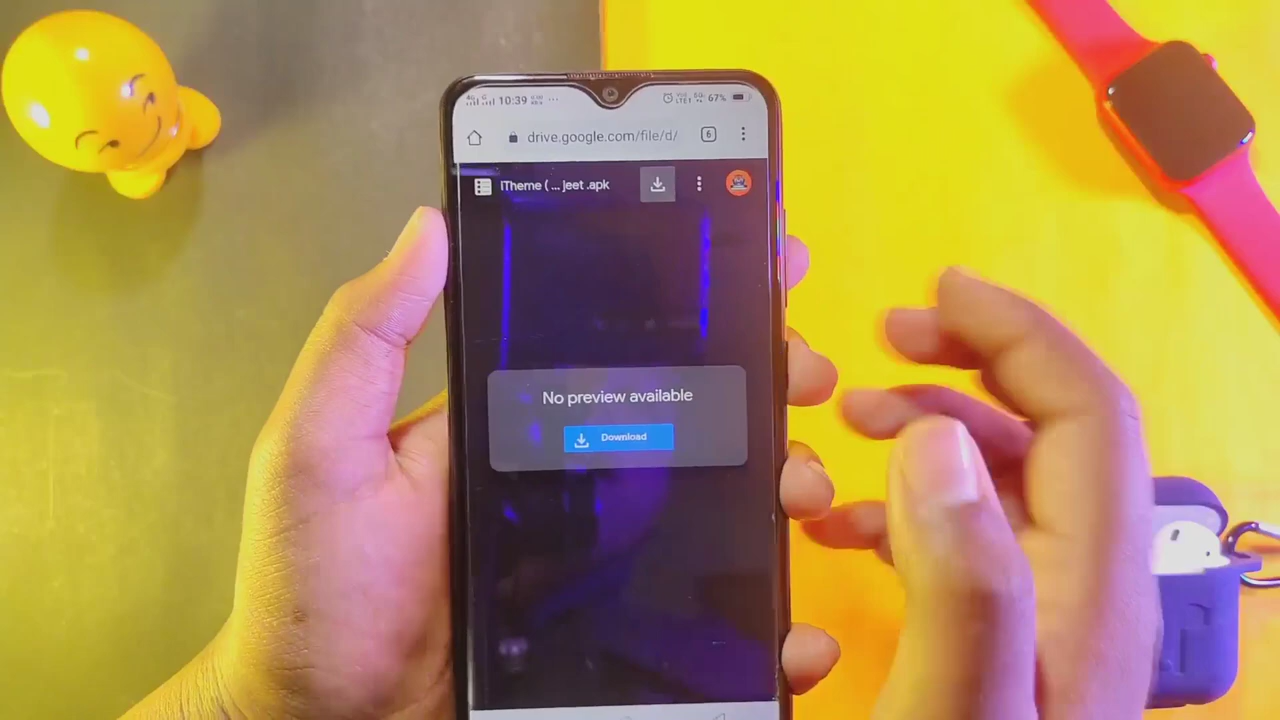 10:39 ... 67%
drive.google.com/file/d/ 6
iTheme ( ... jeet .apk
No preview available
Download